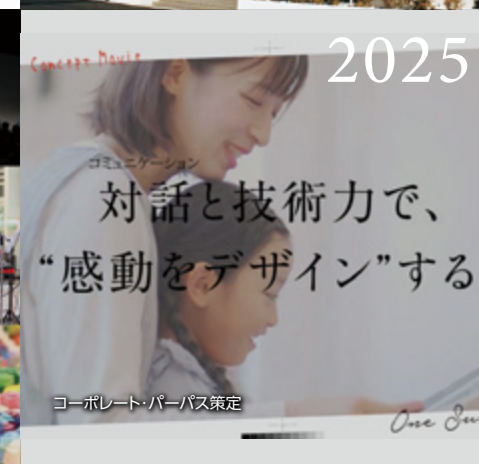 Concept Movie
2025
コミュニケーション
対話と技術力で、
“感動をデザイン”する
コーポレート・パーパス策定
One